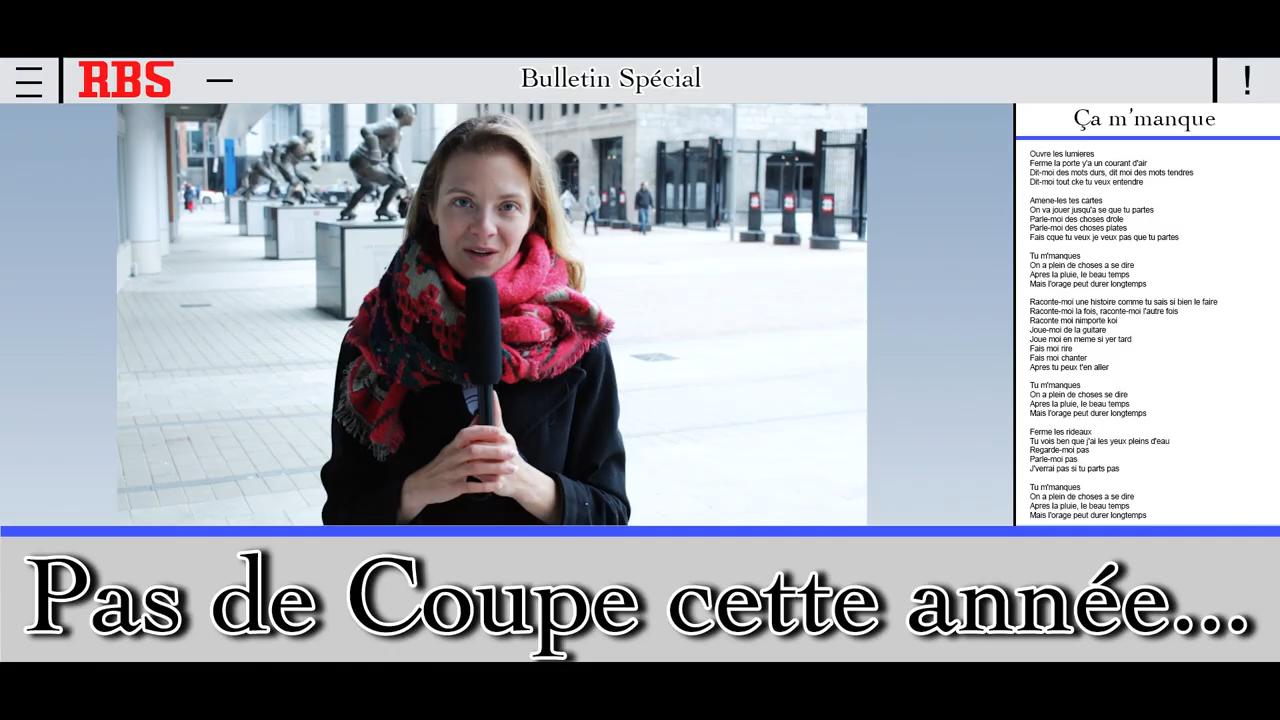 RBS
Bulletin Spécial
!
Ça m'manque
Ouvre les lumieres
Ferme la porte y'a un courant d'air
Dit-moi des mots durs, dit moi des mots tendres
Dit-moi tout cke tu veux entendre
Amene-les tes cartes
On va jouer jusqu'a se que tu partes
Parle-moi des choses drole
Parle-moi des choses plates
Fais cque tu veux je veux pas que tu partes
Tu m'manques
On a plein de choses a se dire
Apres la pluie, le beau temps
Mais l'orage peut durer longtemps
Raconte-moi une histoire comme tu sais si bien le faire
Raconte-moi la fois, raconte-moi l'autre fois
Raconte moi nimporte koi
Joue-moi de la guitare
Joue moi en meme si yer tard
Fais moi rire
Fais moi chanter
Apres tu peux t'en aller
Tu m'manques
On a plein de choses se dire
Apres la pluie, le beau temps
Mais l'orage peut durer longtemps
Ferme les rideaux
Tu vois ben que j'ai les yeux pleins d'eau
Regarde-moi pas
Parle-moi pas
J'verrai pas si tu parts pas
Tu m'manques
On a plein de choses a se dire
Apres la pluie, le beau temps
Mais l'orage peut durer longtemps
Pas de Coupe cette année...